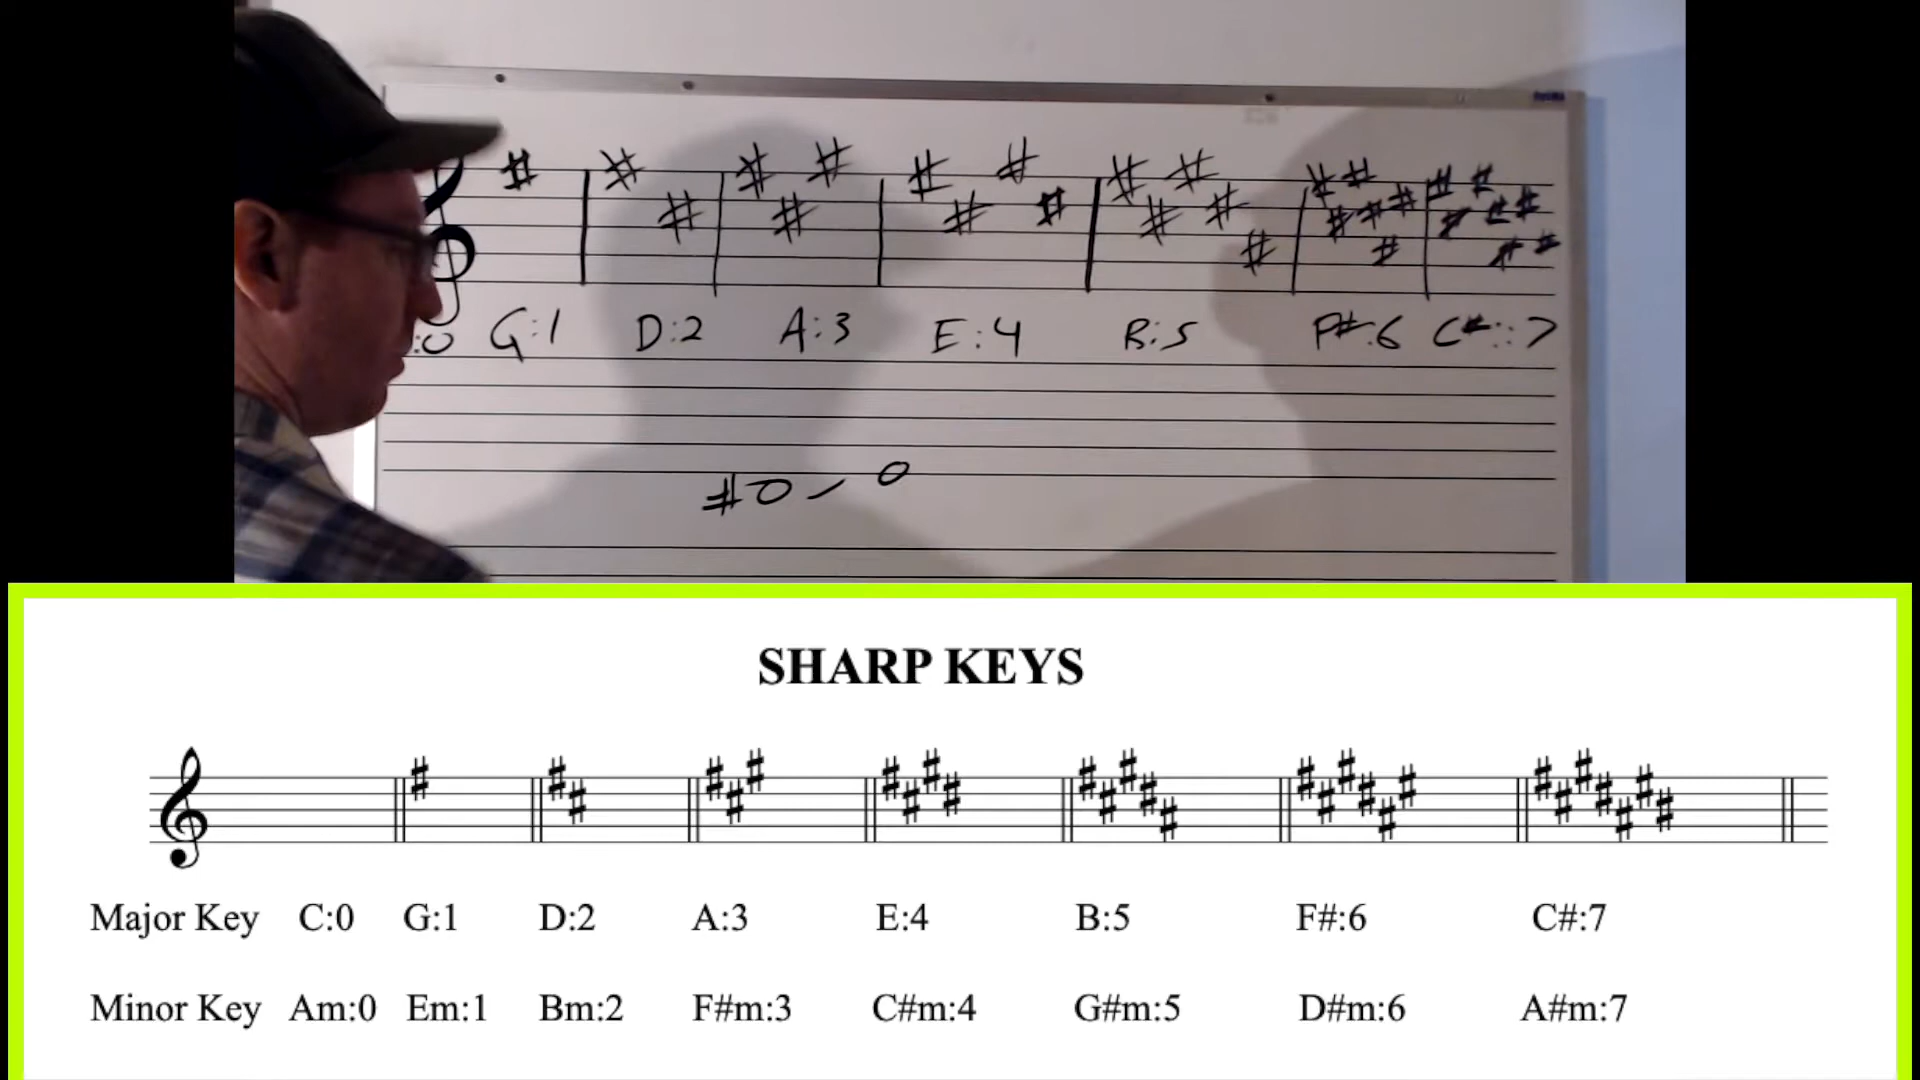 :0 G:1 D:2 A:3 E:4 B:5 F#:6 C#:7
SHARP KEYS
Major Key C:0 G:1 D:2 A:3 E:4 B:5 F#:6 C#:7
Minor Key Am:0 Em:1 Bm:2 F#m:3 C#m:4 G#m:5 D#m:6 A#m:7